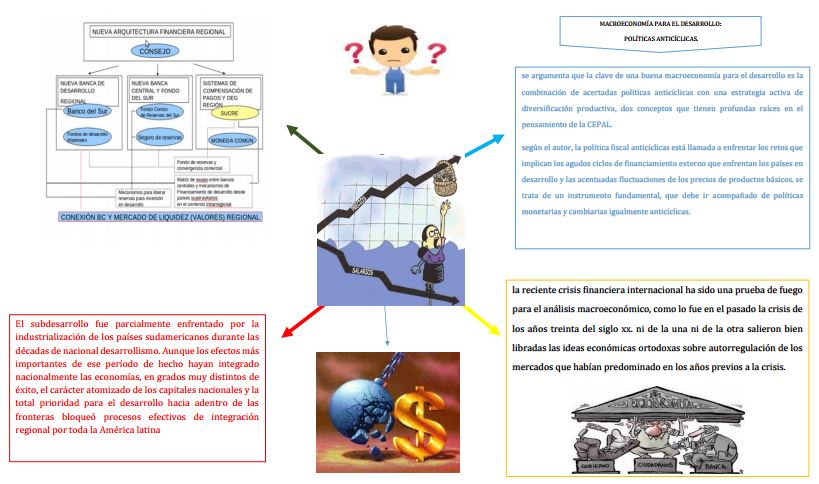 NUEVA ARQUITECTURA FINANCIERA REGIONAL
CONSEJO
NUEVA BANCA DE
DESARROLLO
REGIONAL
Banco del Sur
Fondos de desarrollo
bilaterales
NUEVA BANCA
CENTRAL Y FONDO
DEL SUR
Fondo Común
de Reservas del Sur
Seguro de reservas
SISTEMAS DE
COMPENSACIÓN DE
PAGOS Y DEG
REGIÓN
SUCRE
MONEDA COMÚN
Fondo de reservas y
convergencia comercial
Matriz de swaps entre bancos
centrales y mecanismos de
Financiamiento de desarrollo desde
países superavitarios
en el comercio intrarregional
Mecanismos para liberar
reservas para inversión
en desarrollo
CONEXIÓN BC Y MERCADO DE LIQUIDEZ (VALORES) REGIONAL
? ?
MACROECONOMÍA PARA EL DESARROLLO:
POLÍTICAS ANTICÍCLICAS.
se argumenta que la clave de una buena macroeconomía para el desarrollo es la
combinación de acertadas políticas anticíclicas con una estrategia activa de
diversificación productiva, dos conceptos que tienen profundas raíces en el
pensamiento de la CEPAL.
según el autor, la política fiscal anticíclicas está llamada a enfrentar los retos que
implican los agudos ciclos de financiamiento externo que enfrentan los países en
desarrollo y las acentuadas fluctuaciones de los precios de productos básicos. se
trata de un instrumento fundamental, que debe ir acompañado de políticas
monetarias y cambiarias igualmente anticíclicas.
SALARIOS
El subdesarrollo fue parcialmente enfrentado por la
industrialización de los países sudamericanos durante las
décadas de nacional desarrollismo. Aunque los efectos más
importantes de ese período de hecho hayan integrado
nacionalmente las economías, en grados muy distintos de
éxito, el carácter atomizado de los capitales nacionales y la
total prioridad para el desarrollo hacia adentro de las
fronteras bloqueó procesos efectivos de integración
regional por toda la América latina
$
la reciente crisis financiera internacional ha sido una prueba de fuego
para el análisis macroeconómico, como lo fue en el pasado la crisis de
los años treinta del siglo xx. ni de la una ni de la otra salieron bien
libradas las ideas económicas ortodoxas sobre autorregulación de los
mercados que habían predominado en los años previos a la crisis.
ECONOMÍA
GOBIERNO
CIUDADANOS
BANCA